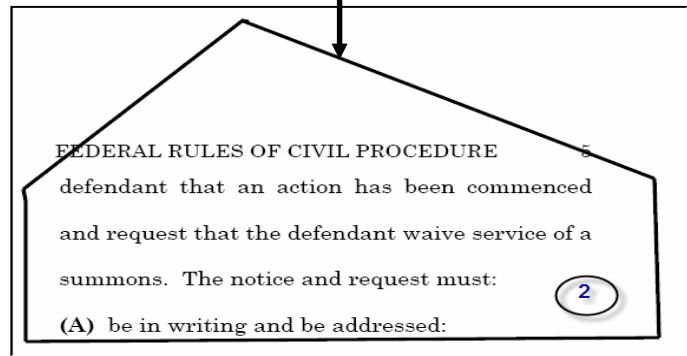 FEDERAL RULES OF CIVIL PROCEDURE 5
defendant that an action has been commenced
and request that the defendant waive service of a
summons. The notice and request must:
2
(A) be in writing and be addressed: